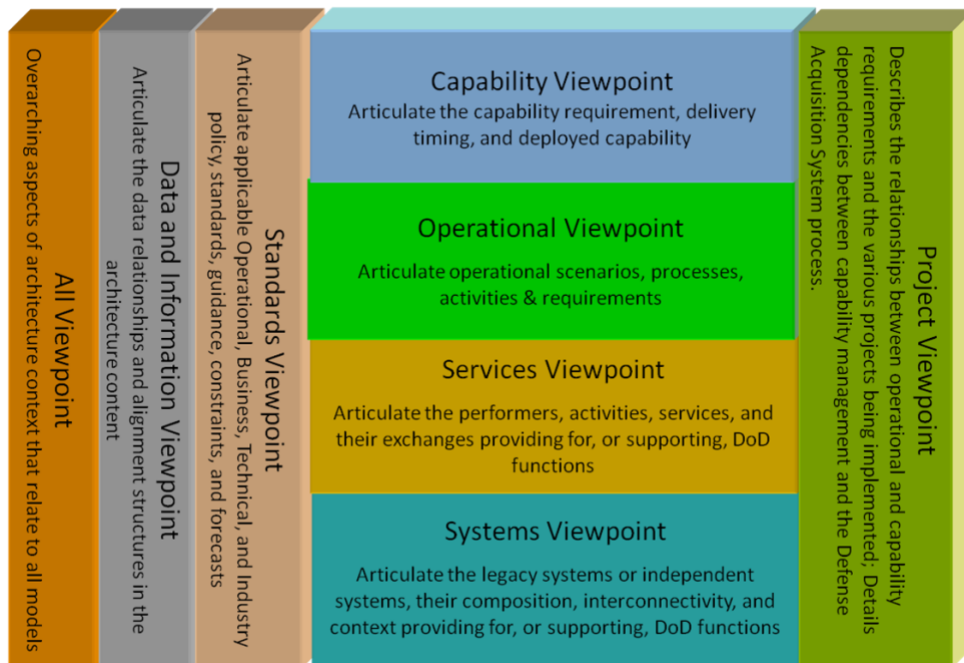 All Viewpoint
Overarching aspects of architecture context that relate to all models
Data and Information Viewpoint
Articulate the data relationships and alignment structures in the
architecture content
Standards Viewpoint
Articulate applicable Operational, Business, Technical, and Industry
policy, standards, guidance, constraints, and forecasts
Capability Viewpoint
Articulate the capability requirement, delivery
timing, and deployed capability
Operational Viewpoint
Articulate operational scenarios, processes,
activities & requirements
Services Viewpoint
Articulate the performers, activities, services, and
their exchanges providing for, or supporting, DoD
functions
Systems Viewpoint
Articulate the legacy systems or independent
systems, their composition, interconnectivity, and
context providing for, or supporting, DoD functions
Project Viewpoint
Describes the relationships between operational and capability
requirements and the various projects being implemented; Details
dependencies between capability management and the Defense
Acquisition System process.